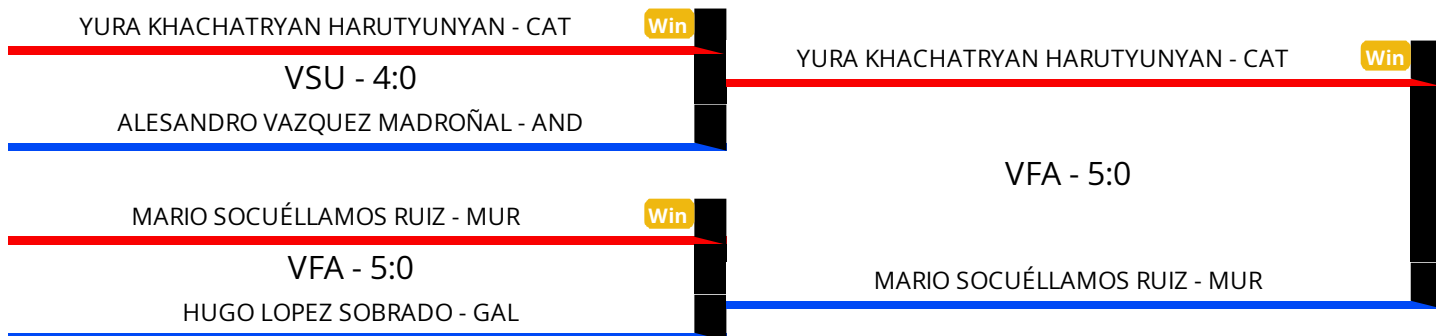 YURA KHACHATRYAN HARUTYUNYAN - CAT Win
VSU - 4:0
ALESANDRO VAZQUEZ MADROÑAL - AND
MARIO SOCUÉLLAMOS RUIZ - MUR Win
VFA - 5:0
HUGO LOPEZ SOBRADO - GAL
YURA KHACHATRYAN HARUTYUNYAN - CAT Win
VFA - 5:0
MARIO SOCUÉLLAMOS RUIZ - MUR